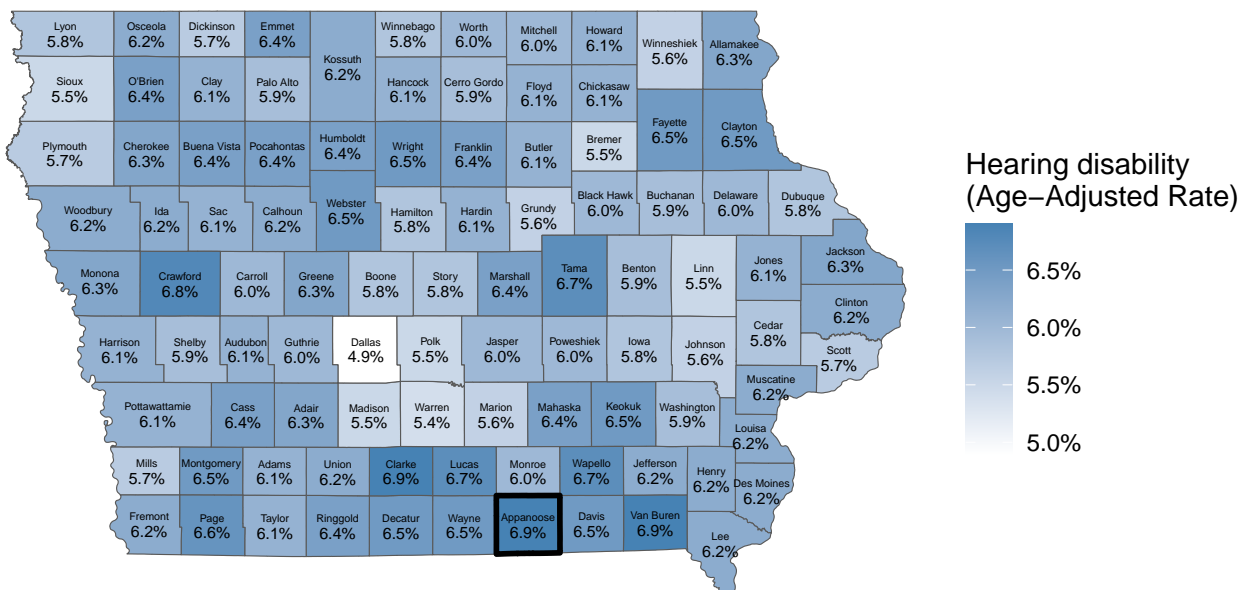 Lyon
5.8%
Osceola
6.2%
Dickinson
5.7%
Emmet
6.4%
Kossuth
6.2%
Winnebago
5.8%
Worth
6.0%
Mitchell
6.0%
Howard
6.1%
Winneshiek
5.6%
Allamakee
6.3%
Sioux
5.5%
O'Brien
6.4%
Clay
6.1%
Palo Alto
5.9%
Hancock
6.1%
Cerro Gordo
5.9%
Floyd
6.1%
Chickasaw
6.1%
Fayette
6.5%
Clayton
6.5%
Plymouth
5.7%
Cherokee
6.3%
Buena Vista
6.4%
Pocahontas
6.4%
Humboldt
6.4%
Wright
6.5%
Franklin
6.4%
Butler
6.1%
Bremer
5.5%
Woodbury
6.2%
Ida
6.2%
Sac
6.1%
Calhoun
6.2%
Webster
6.5%
Hamilton
5.8%
Hardin
6.1%
Grundy
5.6%
Black Hawk
6.0%
Buchanan
5.9%
Delaware
6.0%
Dubuque
5.8%
Monona
6.3%
Crawford
6.8%
Carroll
6.0%
Greene
6.3%
Boone
5.8%
Story
5.8%
Marshall
6.4%
Tama
6.7%
Benton
5.9%
Linn
5.5%
Jones
6.1%
Jackson
6.3%
Clinton
6.2%
Harrison
6.1%
Shelby
5.9%
Audubon
6.1%
Guthrie
6.0%
Dallas
4.9%
Polk
5.5%
Jasper
6.0%
Poweshiek
6.0%
Iowa
5.8%
Johnson
5.6%
Cedar
5.8%
Scott
5.7%
Muscatine
6.2%
Pottawattamie
6.1%
Cass
6.4%
Adair
6.3%
Madison
5.5%
Warren
5.4%
Marion
5.6%
Mahaska
6.4%
Keokuk
6.5%
Washington
5.9%
Louisa
6.2%
Mills
5.7%
Montgomery
6.5%
Adams
6.1%
Union
6.2%
Clarke
6.9%
Lucas
6.7%
Monroe
6.0%
Wapello
6.7%
Jefferson
6.2%
Henry
6.2%
Des Moines
6.2%
Fremont
6.2%
Page
6.6%
Taylor
6.1%
Ringgold
6.4%
Decatur
6.5%
Wayne
6.5%
Appanoose
6.9%
Davis
6.5%
Van Buren
6.9%
Lee
6.2%
Hearing disability
(Age−Adjusted Rate)
6.5%
6.0%
5.5%
5.0%